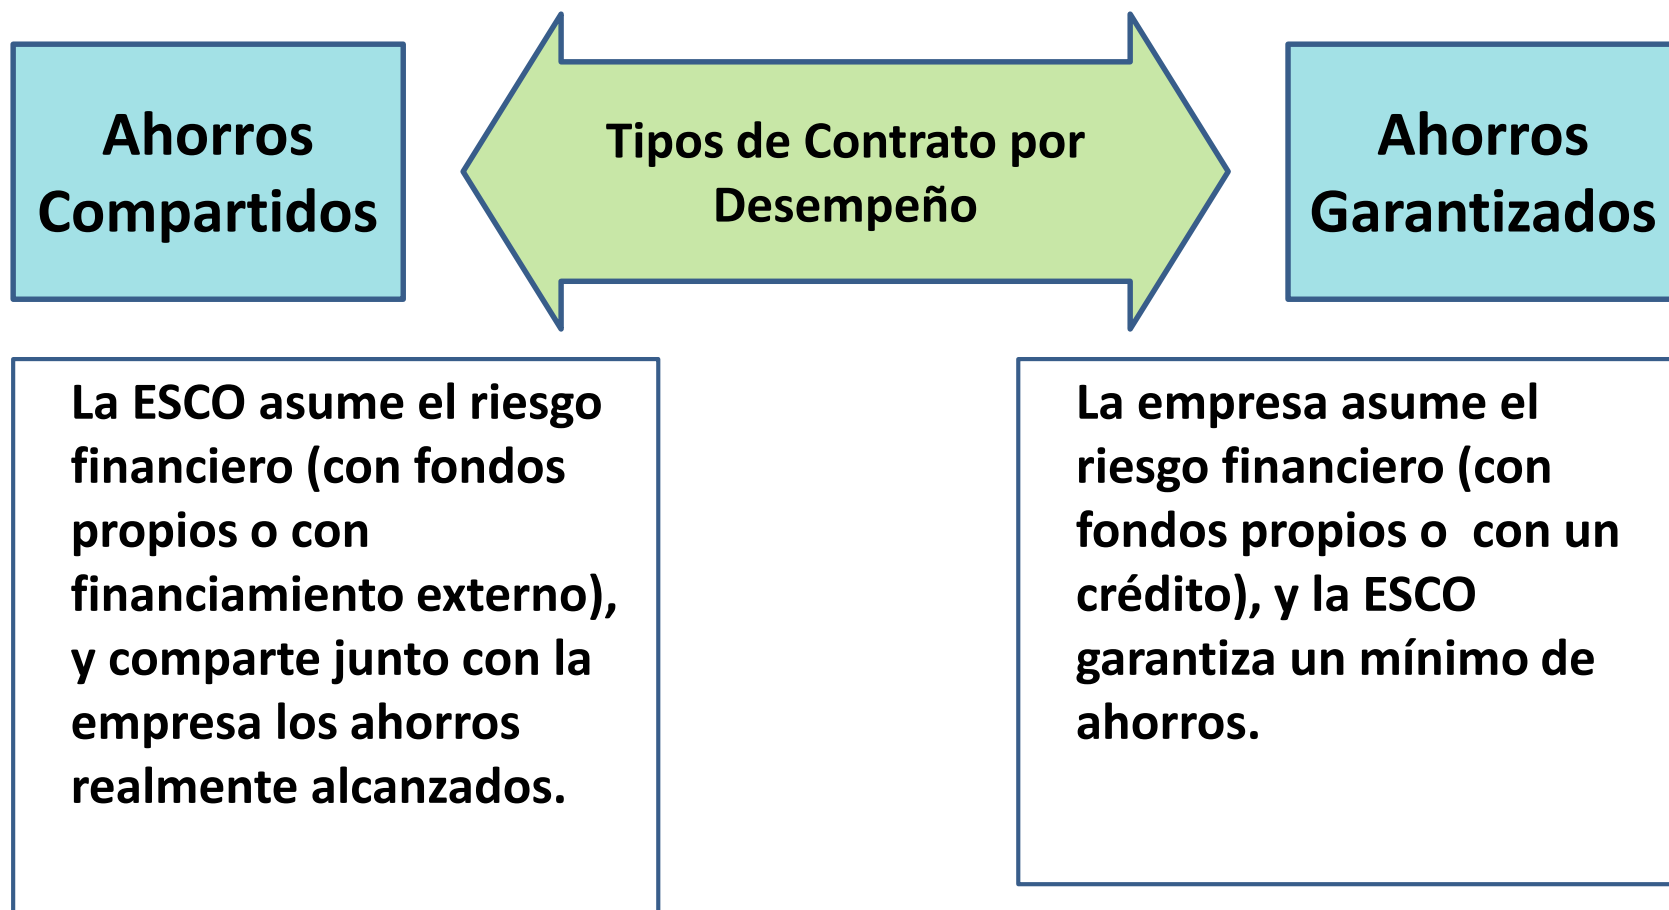 Ahorros
Compartidos
Tipos de Contrato por
Desempeño
Ahorros
Garantizados
La ESCO asume el riesgo
financiero (con fondos
propios o con
financiamiento externo),
y comparte junto con la
empresa los ahorros
realmente alcanzados.
La empresa asume el
riesgo financiero (con
fondos propios o  con un
crédito), y la ESCO
garantiza un mínimo de
ahorros.